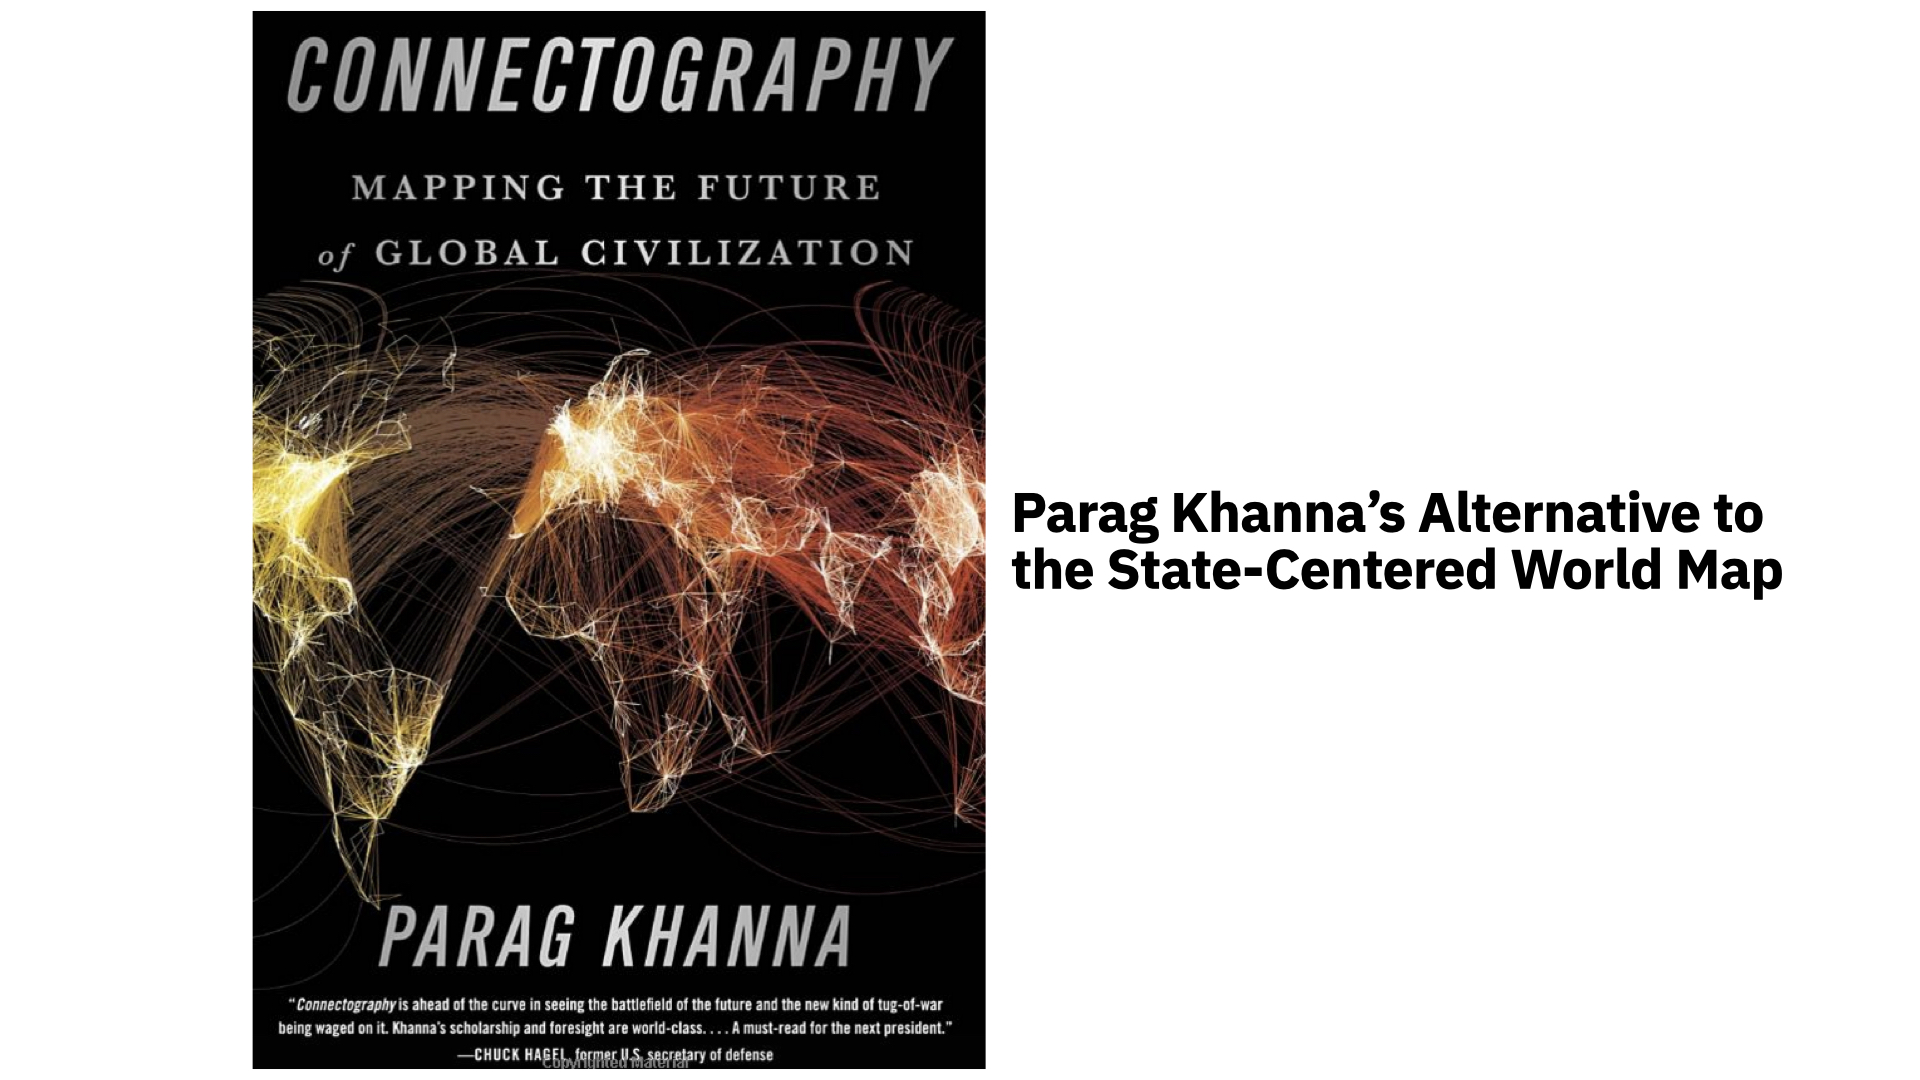 CONNECTOGRAPHY
MAPPING THE FUTURE
of GLOBAL CIVILIZATION
PARAG KHANNA
“Connectography is ahead of the curve in seeing the battlefield of the future and the new kind of tug-of-war
being waged on it. Khanna’s scholarship and foresight are world-class. . . . A must-read for the next president.”
—CHUCK HAGEL, former U.S. secretary of defense
Copyrighted Material
Parag Khanna’s Alternative to
the State-Centered World Map